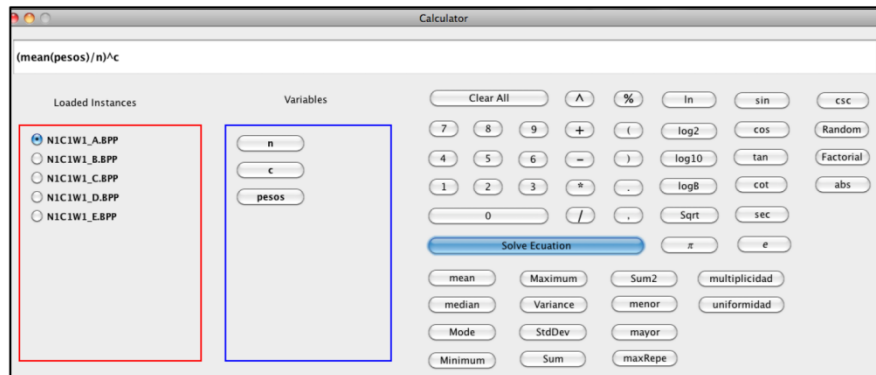 Calculator
(mean(pesos)/n)^c
Loaded Instances
N1C1W1_A.BPP
N1C1W1_B.BPP
N1C1W1_C.BPP
N1C1W1_D.BPP
N1C1W1_E.BPP
Variables
n
c
pesos
Clear All ^ % ln sin csc
7 8 9 + ( log2 cos Random
4 5 6 - ) log10 tan Factorial
1 2 3 * . logB cot abs
0 / , Sqrt sec
Solve Ecuation π e
mean Maximum Sum2 multiplicidad
median Variance menor uniformidad
Mode StdDev mayor
Minimum Sum maxRepe